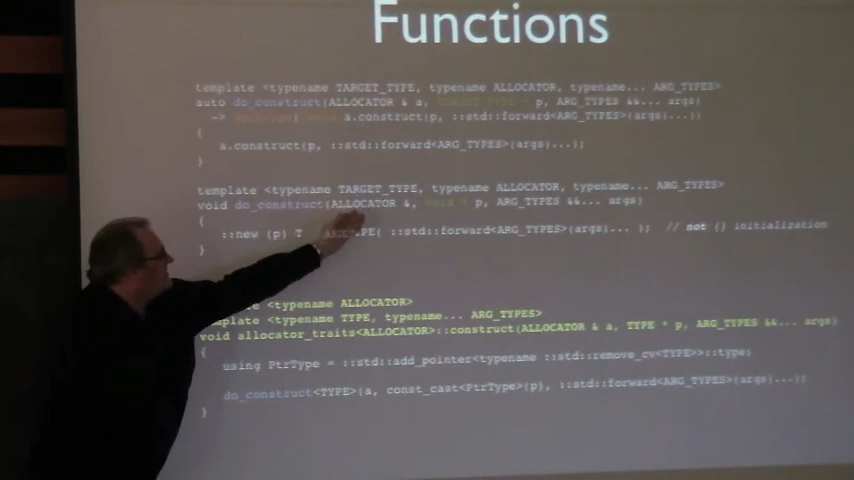 Functions
template <typename TARGET_TYPE, typename ALLOCATOR, typename... ARG_TYPES>
auto do_construct(ALLOCATOR & a, TARGET_TYPE * p, ARG_TYPES &&... args)
-> a.construct(p, ::std::forward<ARG_TYPES>(args)...))
{
a.construct(p, ::std::forward<ARG_TYPES>(args)...);
}
template <typename TARGET_TYPE, typename ALLOCATOR, typename... ARG_TYPES>
void do_construct(ALLOCATOR &, void * p, ARG_TYPES &&... args)
{
::new (p) ( ::std::forward<ARG_TYPES>(args)... ); // not {} initialization
}
<typename ALLOCATOR>
<typename TYPE, typename... ARG_TYPES>
void allocator_traits<ALLOCATOR>::construct(ALLOCATOR & a, TYPE * p, ARG_TYPES &&... args)
{
using PtrType = ::std::add_pointer<typename ::std::remove_cv<TYPE>>::type;
do_construct<TYPE>(a, const_cast<PtrType>(p), ::std::forward<ARG_TYPES>(args)...);
}